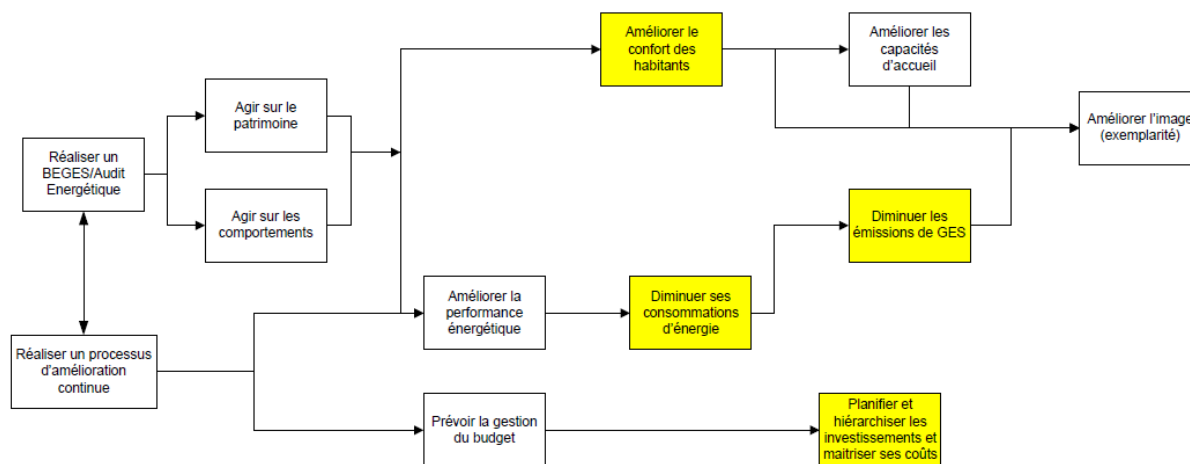 Améliorer le
confort des
habitants
Améliorer les
capacités
d'accueil
Agir sur le
patrimoine
Améliorer l'image
(exemplarité)
Réaliser un
BEGES/Audit
Energétique
Agir sur les
comportements
Diminuer les
émissions de GES
Améliorer la
performance
énergétique
Diminuer ses
consommations
d'énergie
Réaliser un processus
d'amélioration
continue
Prévoir la gestion
du budget
Planifier et
hiérarchiser les
investissements et
maitriser ses coûts